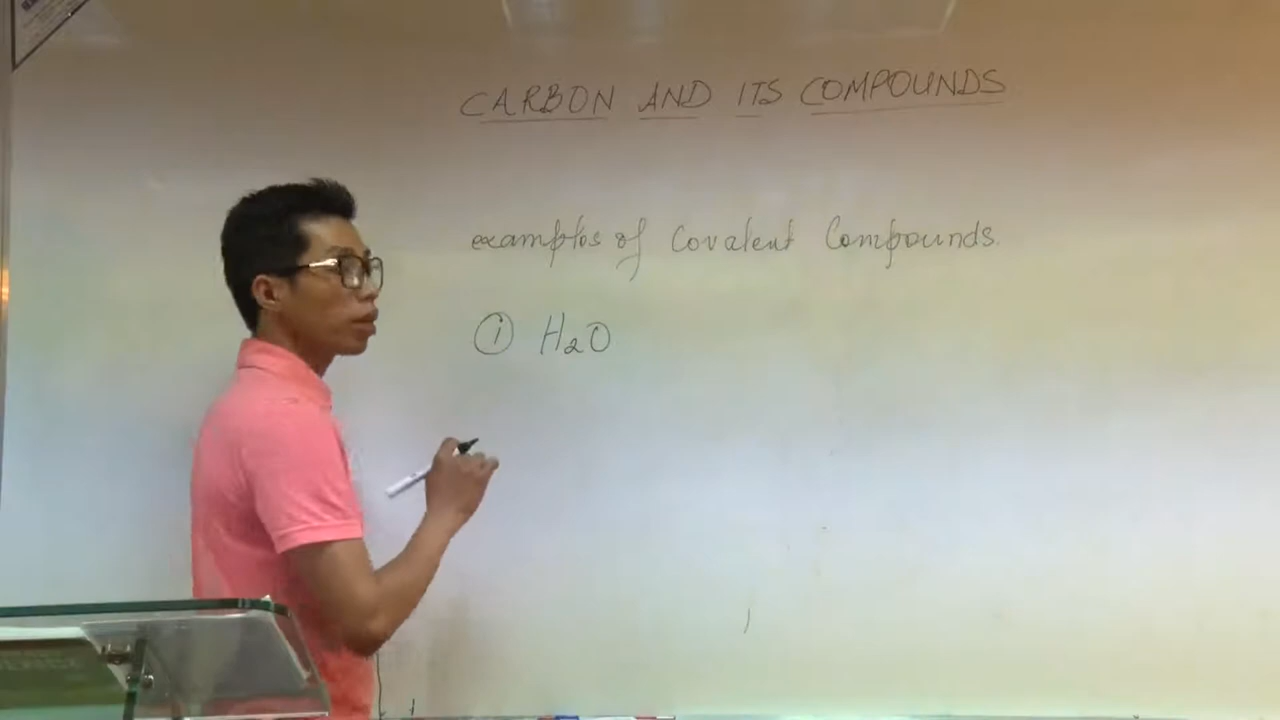 CARBON AND ITS COMPOUNDS
examples of Covalent Compounds.
(i) H₂O